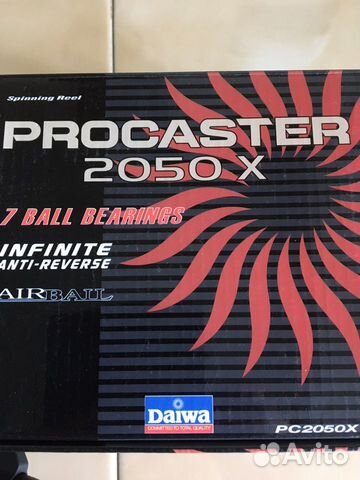 Spinning Reel
PROCASTER
2050 X
7 BALL BEARINGS
INFINITE
ANTI-REVERSE
AIRBAIL
Daiwa
COMMITTED TO TOTAL QUALITY
PC2050X
Avito